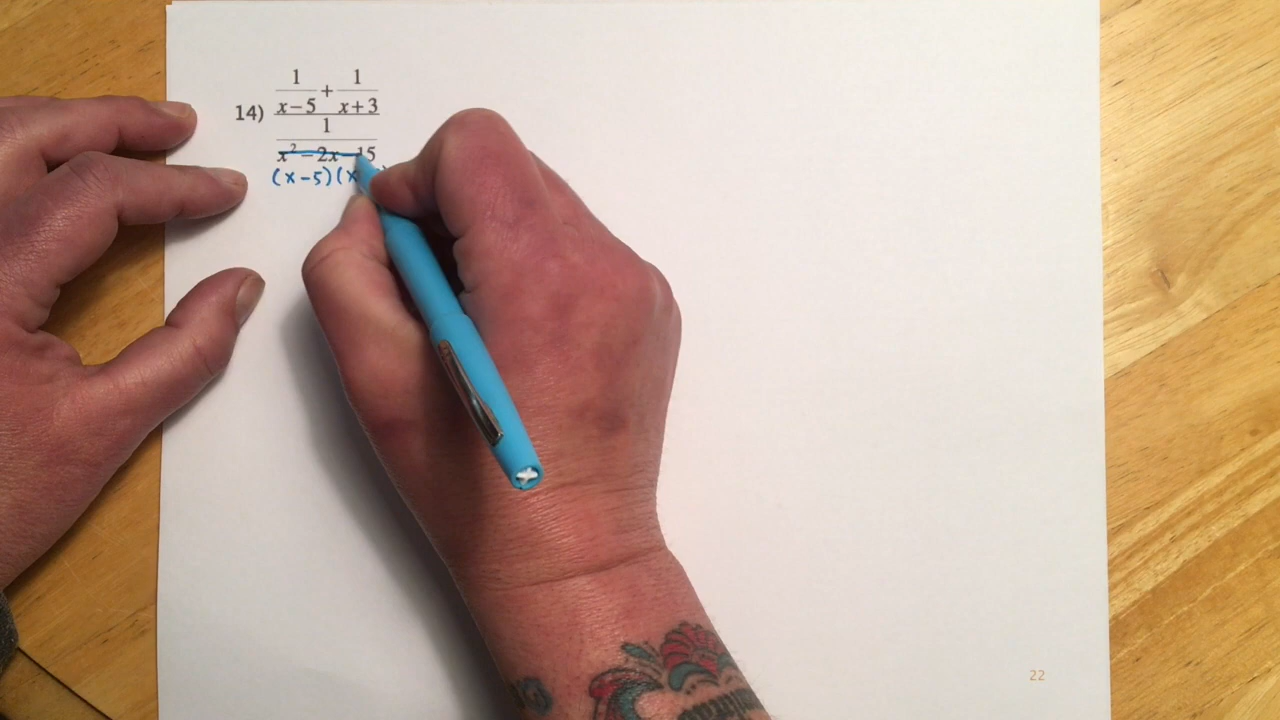 1 1
+
14) x−5 x+3
1
x² − 2x − 15
(x−5)(x
22